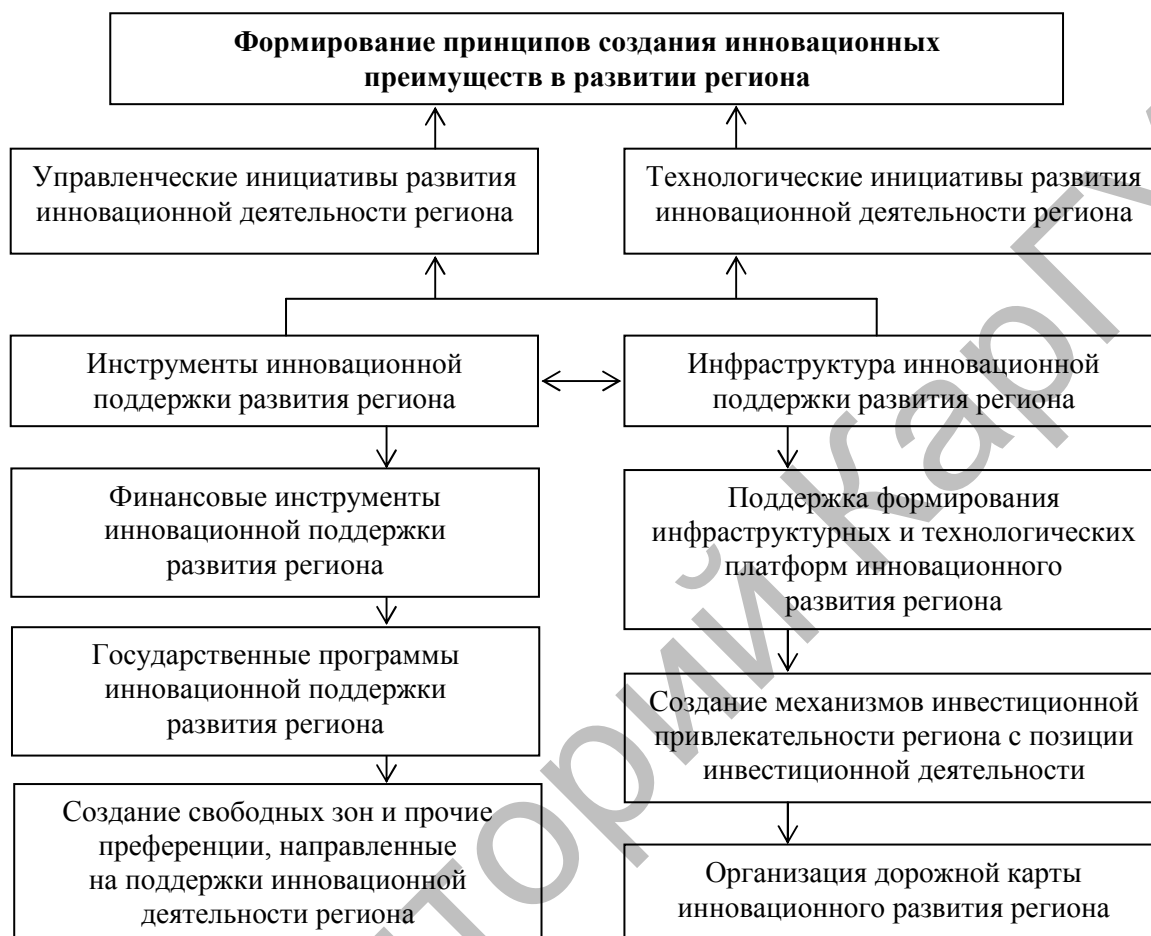 Формирование принципов создания инновационных
преимуществ в развитии региона
Управленческие инициативы развития
инновационной деятельности региона
Технологические инициативы развития
инновационной деятельности региона
Инструменты инновационной
поддержки развития региона
Инфраструктура инновационной
поддержки развития региона
Финансовые инструменты
инновационной поддержки
развития региона
Поддержка формирования
инфраструктурных и технологических
платформ инновационного
развития региона
Государственные программы
инновационной поддержки
развития региона
Создание механизмов инвестиционной
привлекательности региона с позиции
инвестиционной деятельности
Создание свободных зон и прочие
преференции, направленные
на поддержки инновационной
деятельности региона
Организация дорожной карты
инновационного развития региона